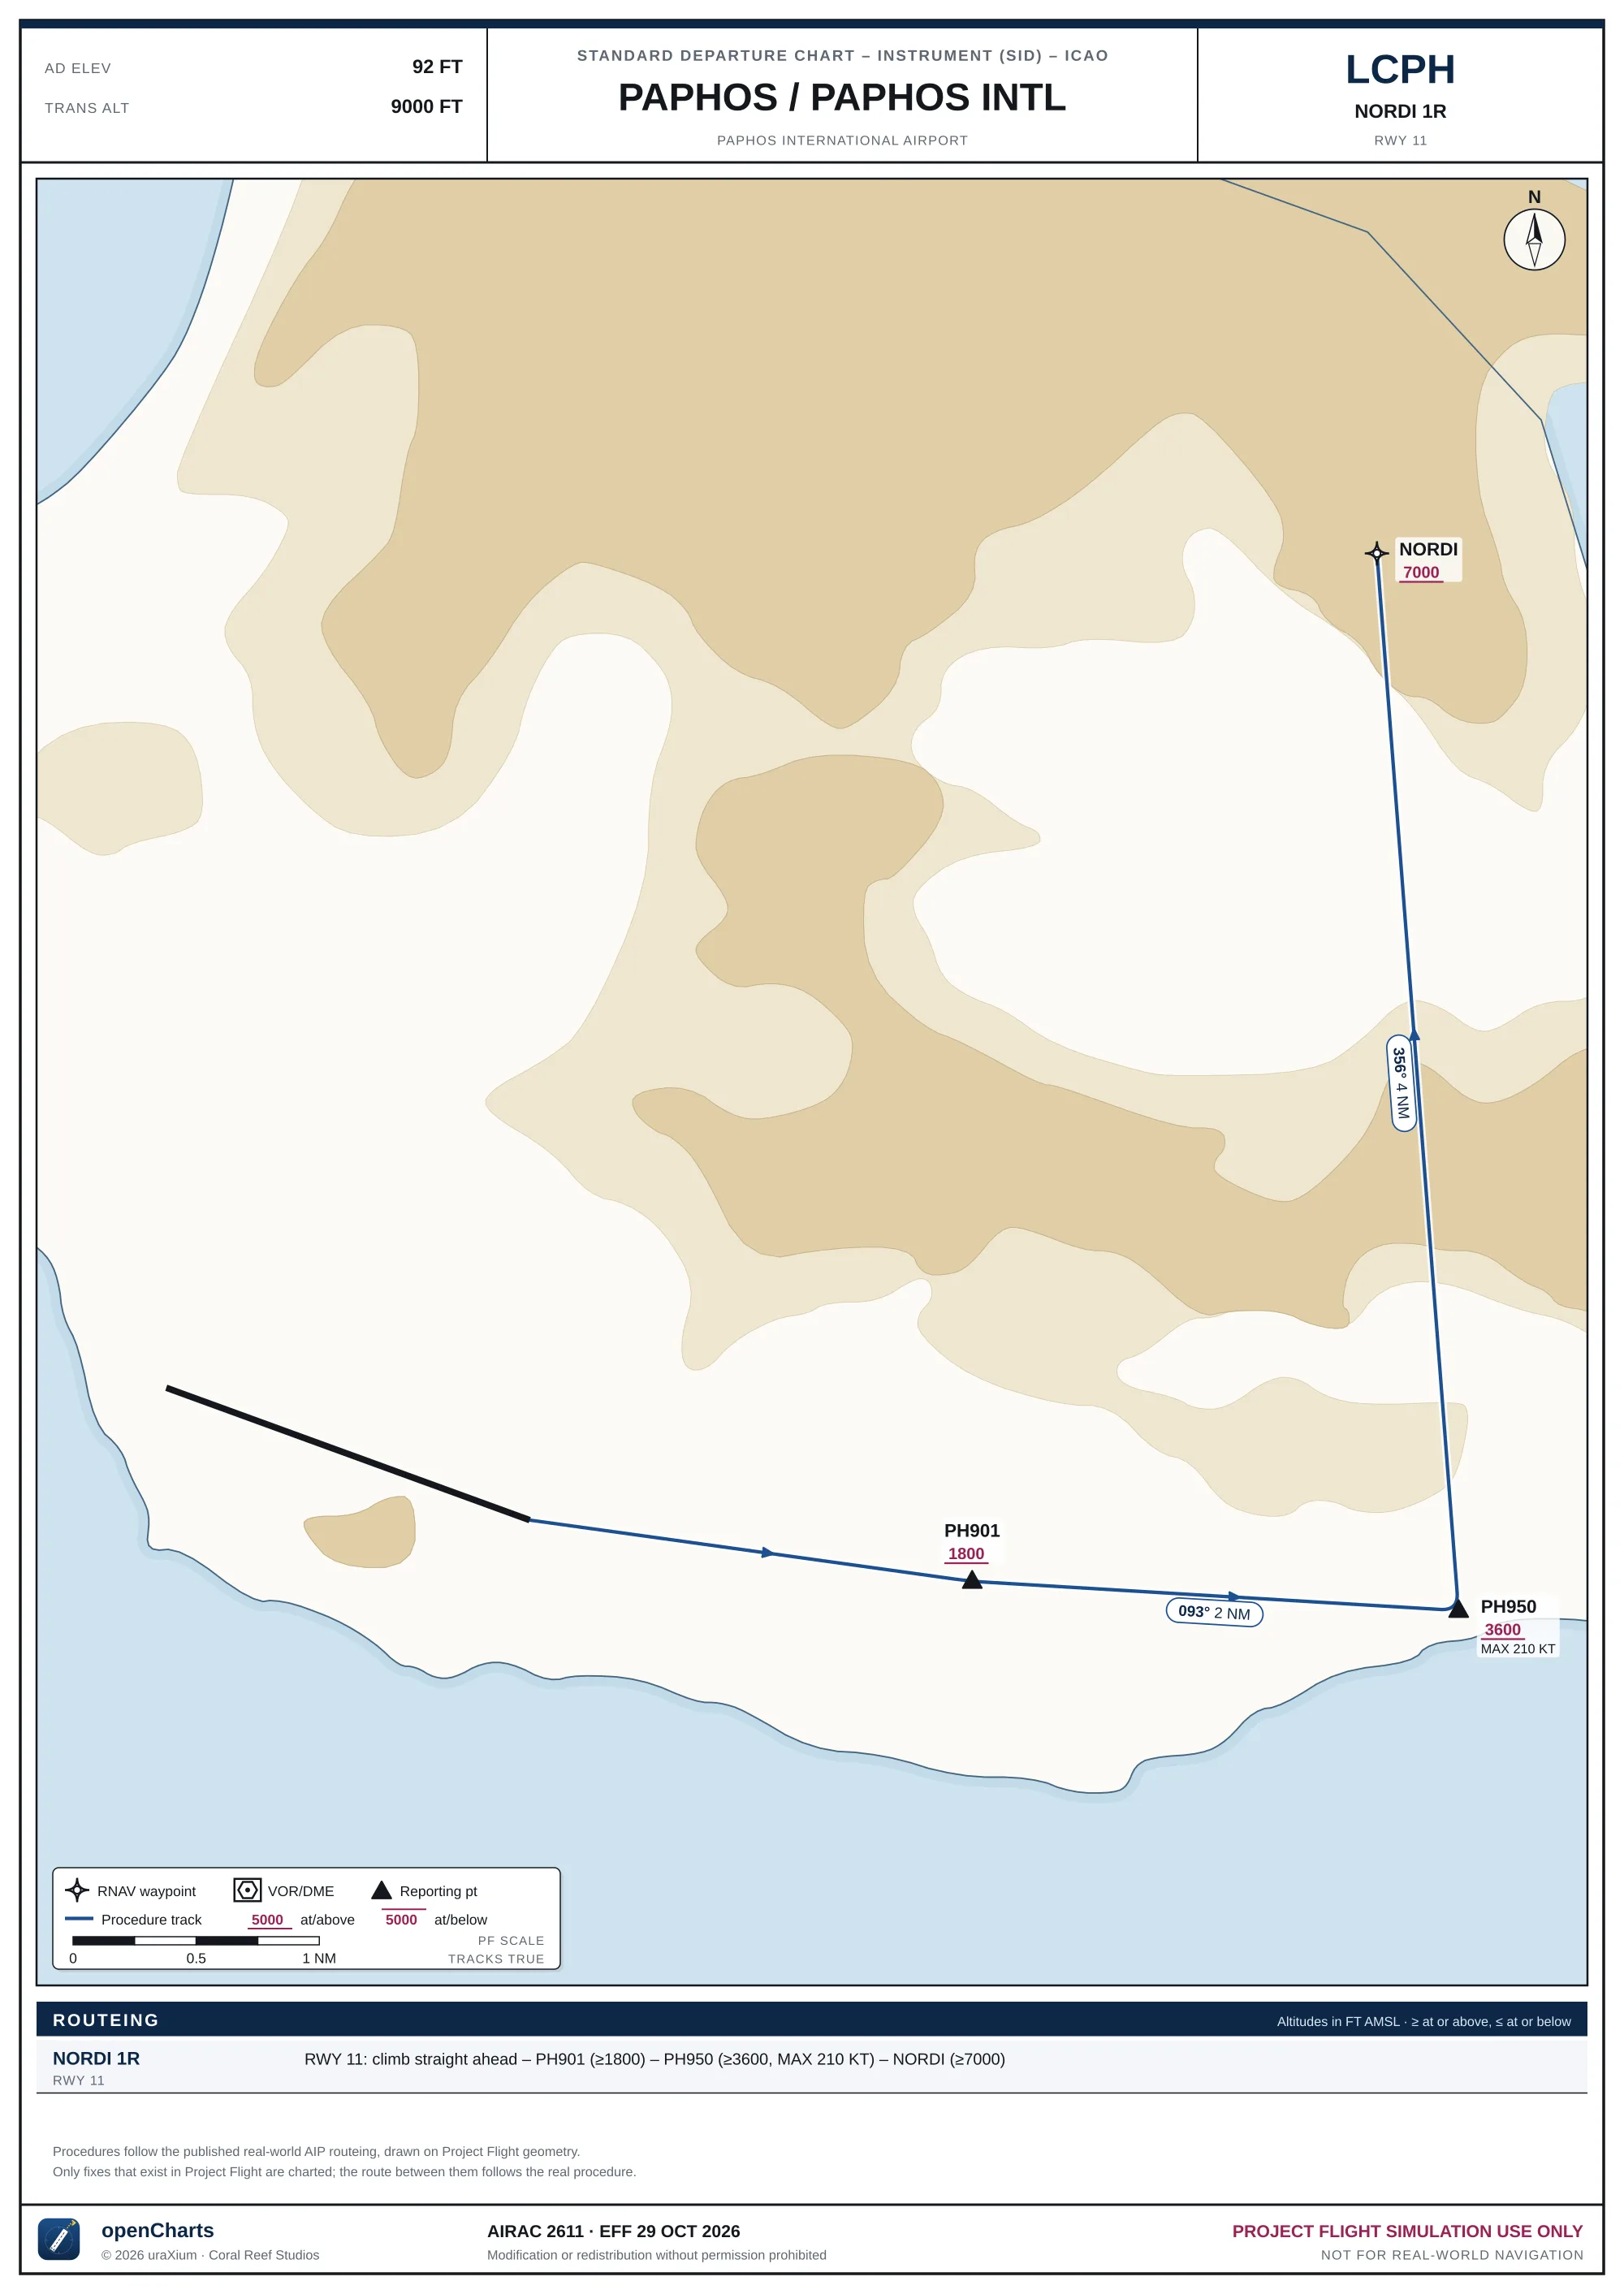 AD ELEV 92 FT
TRANS ALT 9000 FT
STANDARD DEPARTURE CHART – INSTRUMENT (SID) – ICAO
PAPHOS / PAPHOS INTL
PAPHOS INTERNATIONAL AIRPORT
LCPH
NORDI 1R
RWY 11
N
NORDI
7000
356° 4 NM
PH901
1800
093° 2 NM
PH950
3600
MAX 210 KT
RNAV waypoint VOR/DME Reporting pt
Procedure track 5000 at/above 5000 at/below
PF SCALE
0 0.5 1 NM TRACKS TRUE
ROUTEING Altitudes in FT AMSL · ≥ at or above, ≤ at or below
NORDI 1R RWY 11: climb straight ahead – PH901 (≥1800) – PH950 (≥3600, MAX 210 KT) – NORDI (≥7000)
RWY 11
Procedures follow the published real-world AIP routeing, drawn on Project Flight geometry.
Only fixes that exist in Project Flight are charted; the route between them follows the real procedure.
openCharts
© 2026 uraXium · Coral Reef Studios
AIRAC 2611 · EFF 29 OCT 2026
Modification or redistribution without permission prohibited
PROJECT FLIGHT SIMULATION USE ONLY
NOT FOR REAL-WORLD NAVIGATION